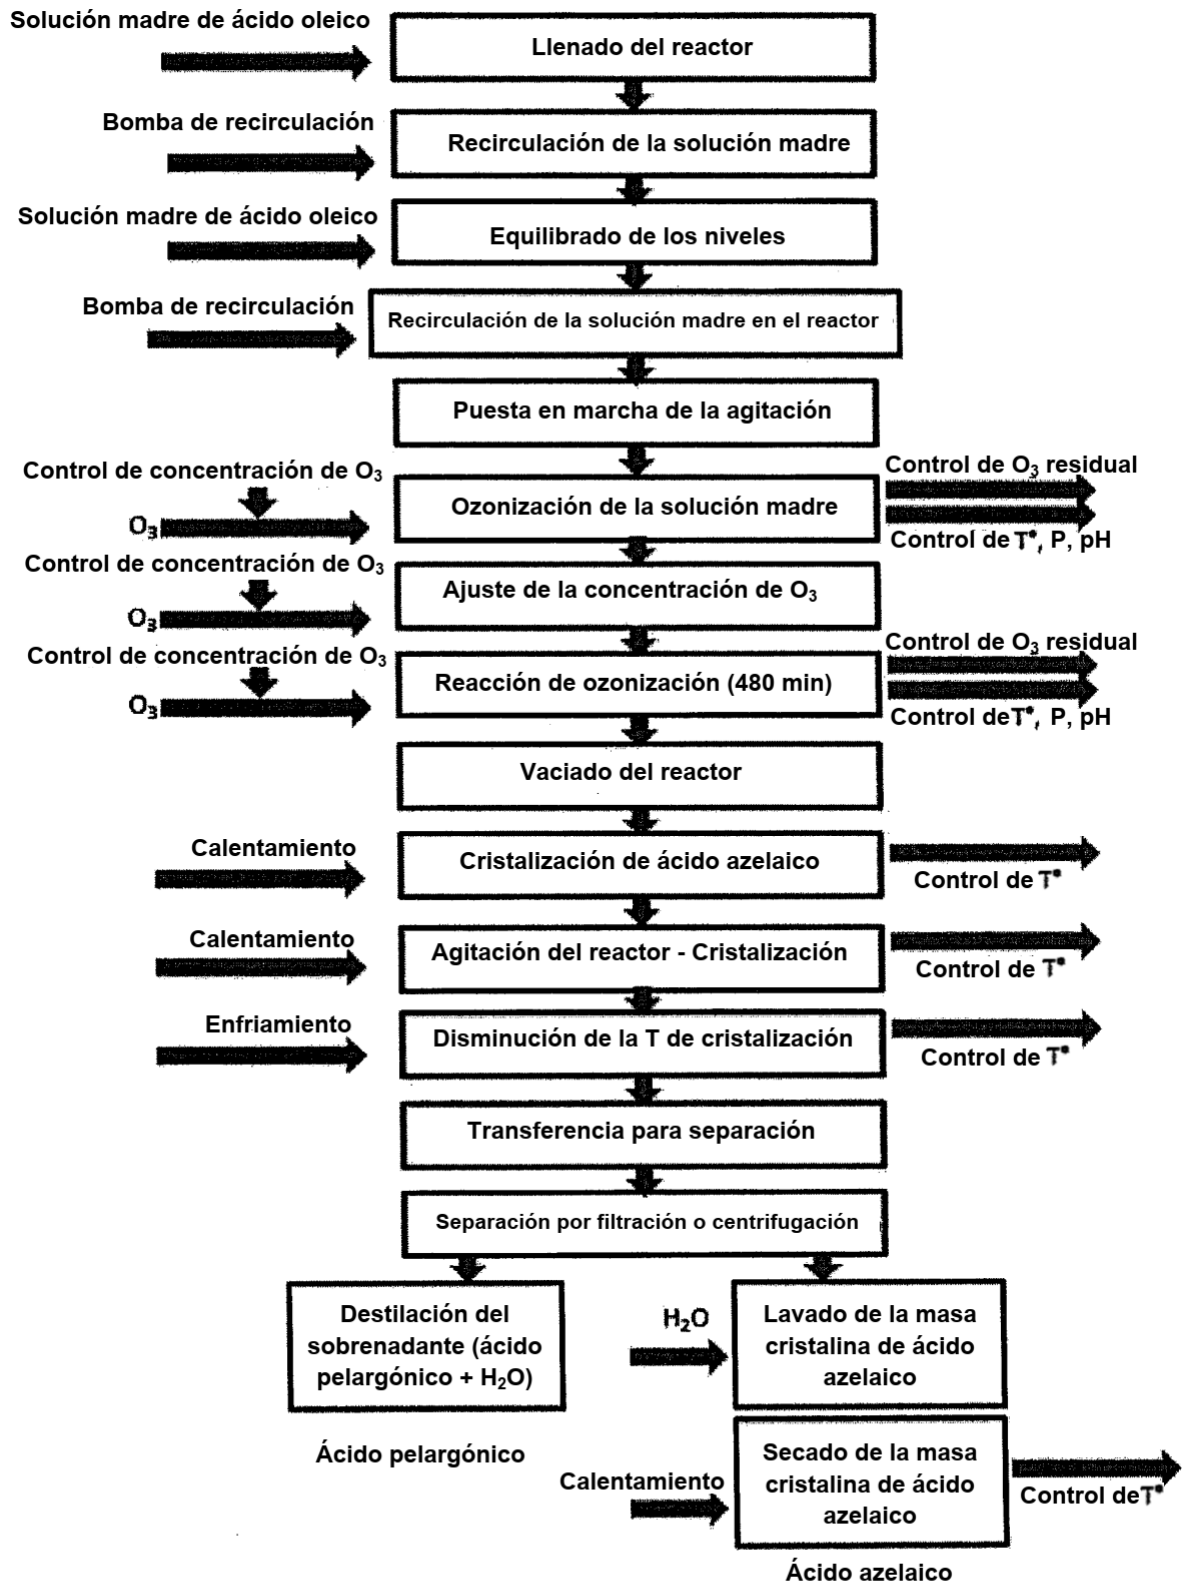 Solución madre de ácido oleico
Llenado del reactor
Bomba de recirculación
Recirculación de la solución madre
Solución madre de ácido oleico
Equilibrado de los niveles
Bomba de recirculación
Recirculación de la solución madre en el reactor
Puesta en marcha de la agitación
Control de concentración de O₃
O₃
Ozonización de la solución madre
Control de O₃ residual
Control de Tª, P, pH
Control de concentración de O₃
O₃
Ajuste de la concentración de O₃
Control de concentración de O₃
O₃
Reacción de ozonización (480 min)
Control de O₃ residual
Control de Tª, P, pH
Vaciado del reactor
Calentamiento
Cristalización de ácido azelaico
Control de Tª
Calentamiento
Agitación del reactor - Cristalización
Control de Tª
Enfriamiento
Disminución de la T de cristalización
Control de Tª
Transferencia para separación
Separación por filtración o centrifugación
Destilación del
sobrenadante (ácido
pelargónico + H₂O)
Ácido pelargónico
H₂O
Lavado de la masa
cristalina de ácido
azelaico
Calentamiento
Secado de la masa
cristalina de ácido
azelaico
Control de Tª
Ácido azelaico